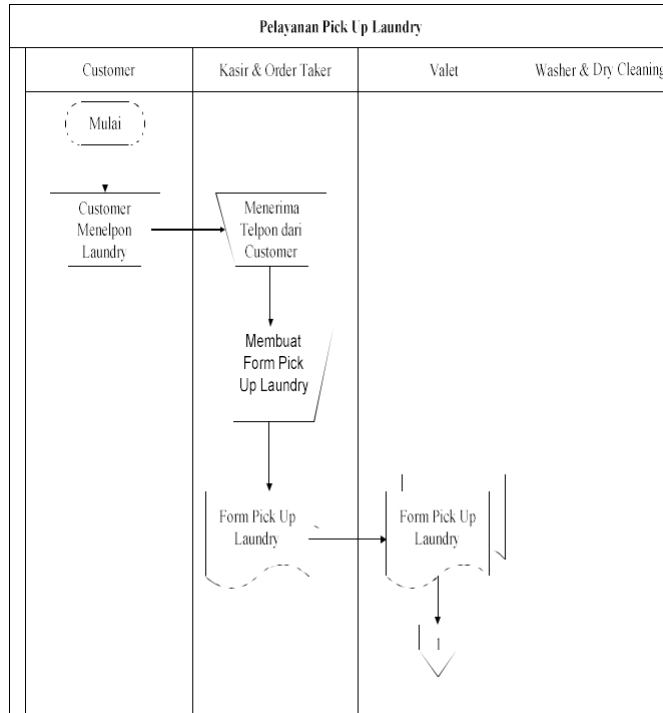 Pelayanan Pick Up Laundry
Customer
Kasir & Order Taker
Valet
Washer & Dry Cleaning
Mulai
Customer
Menelpon
Laundry
Menerima
Telpon dari
Customer
Membuat
Form Pick
Up Laundry
Form Pick Up
Laundry
Form Pick Up
Laundry
1